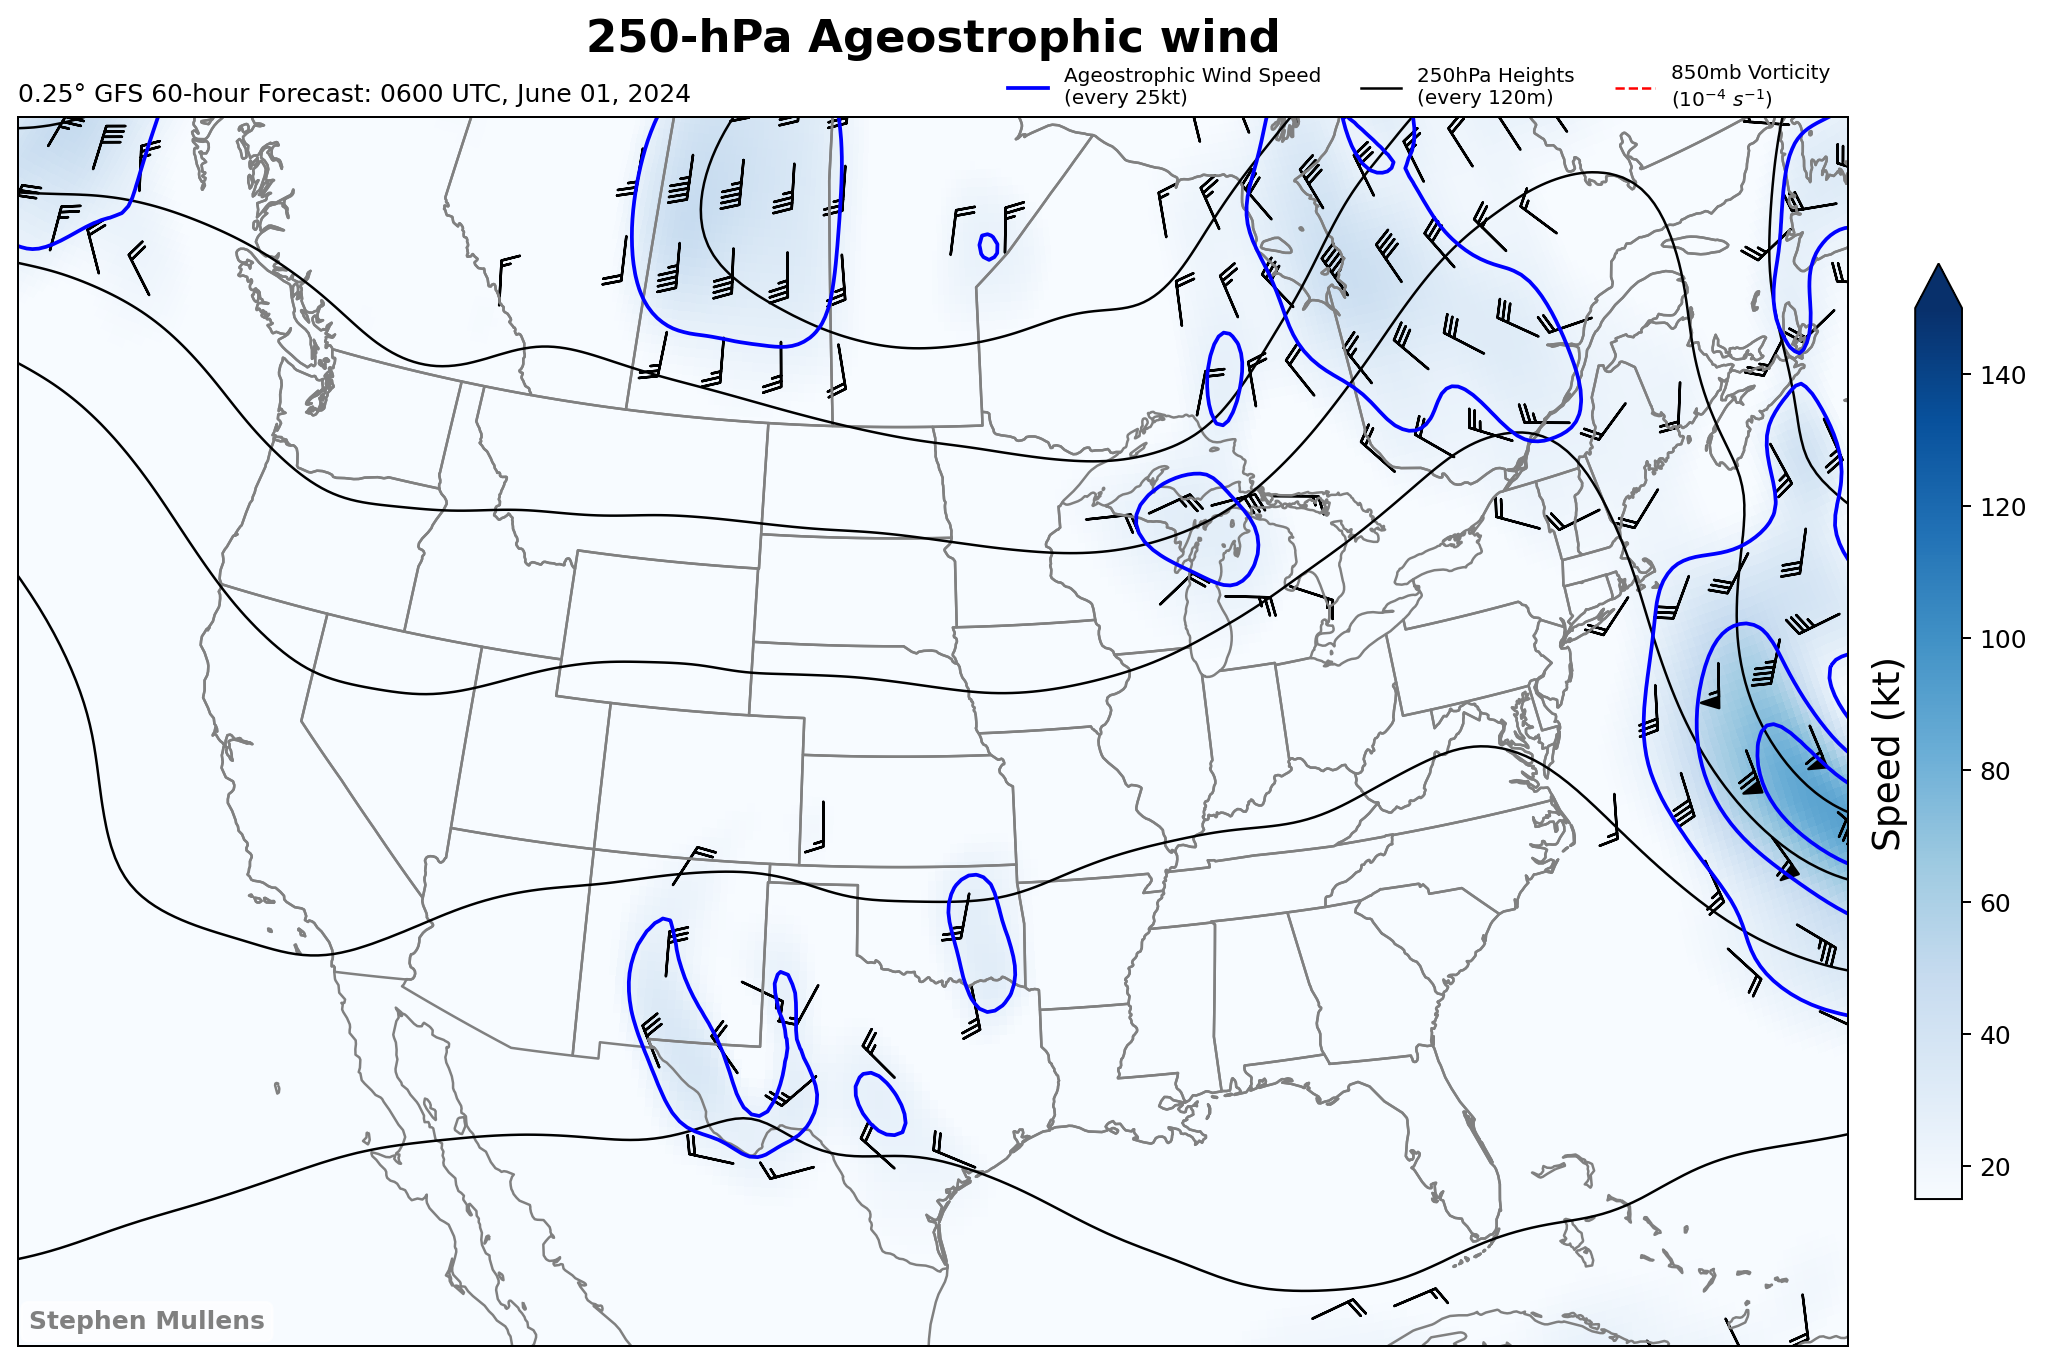 250-hPa Ageostrophic wind
0.25° GFS 60-hour Forecast: 0600 UTC, June 01, 2024
Ageostrophic Wind Speed
(every 25kt)
250hPa Heights
(every 120m)
850mb Vorticity
(10⁻⁴ s⁻¹)
140
120
100
80
60
40
20
Speed (kt)
Stephen Mullens